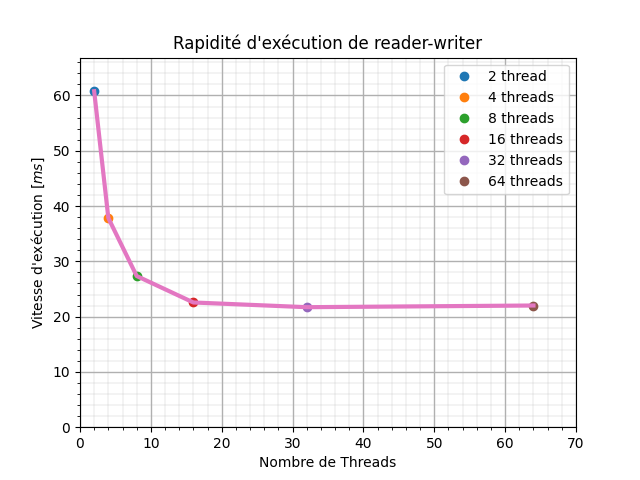 Rapidité d'exécution de reader-writer
Vitesse d'exécution [ms]
60
50
40
30
20
10
0
0 10 20 30 40 50 60 70
Nombre de Threads
2 thread
4 threads
8 threads
16 threads
32 threads
64 threads